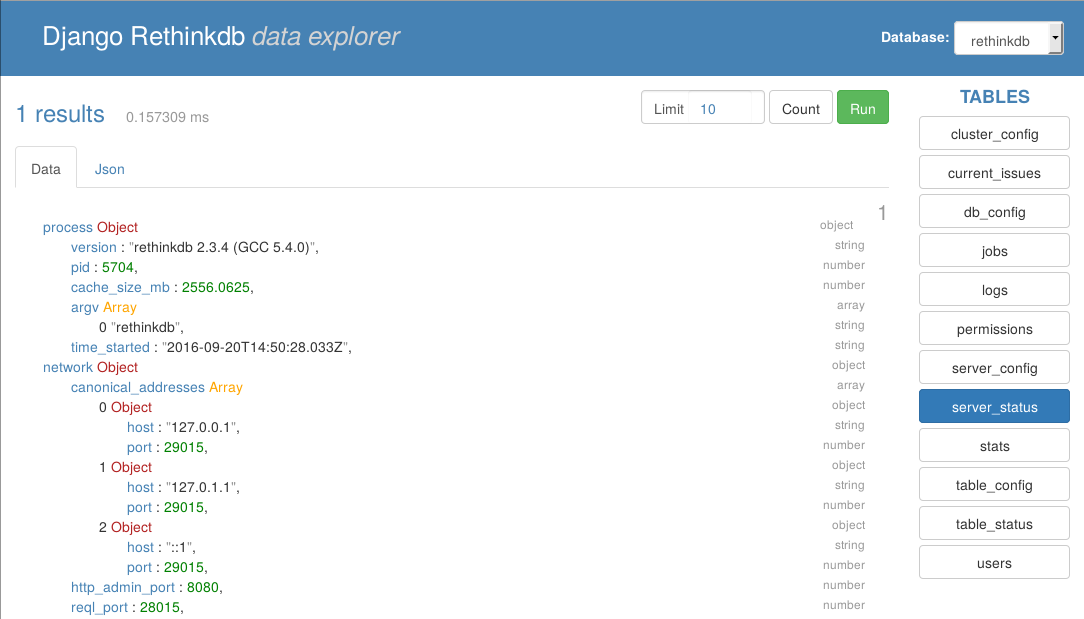 Django Rethinkdb data explorer
Database: rethinkdb
1 results 0.157309 ms
Limit 10 Count Run
Data Json
1
process Object object
version : "rethinkdb 2.3.4 (GCC 5.4.0)", string
pid : 5704, number
cache_size_mb : 2556.0625, number
argv Array array
0 "rethinkdb", string
time_started : "2016-09-20T14:50:28.033Z", string
network Object object
canonical_addresses Array array
0 Object object
host : "127.0.0.1", string
port : 29015, number
1 Object object
host : "127.0.1.1", string
port : 29015, number
2 Object object
host : "::1", string
port : 29015, number
http_admin_port : 8080, number
reql_port : 28015, number
TABLES
cluster_config
current_issues
db_config
jobs
logs
permissions
server_config
server_status
stats
table_config
table_status
users